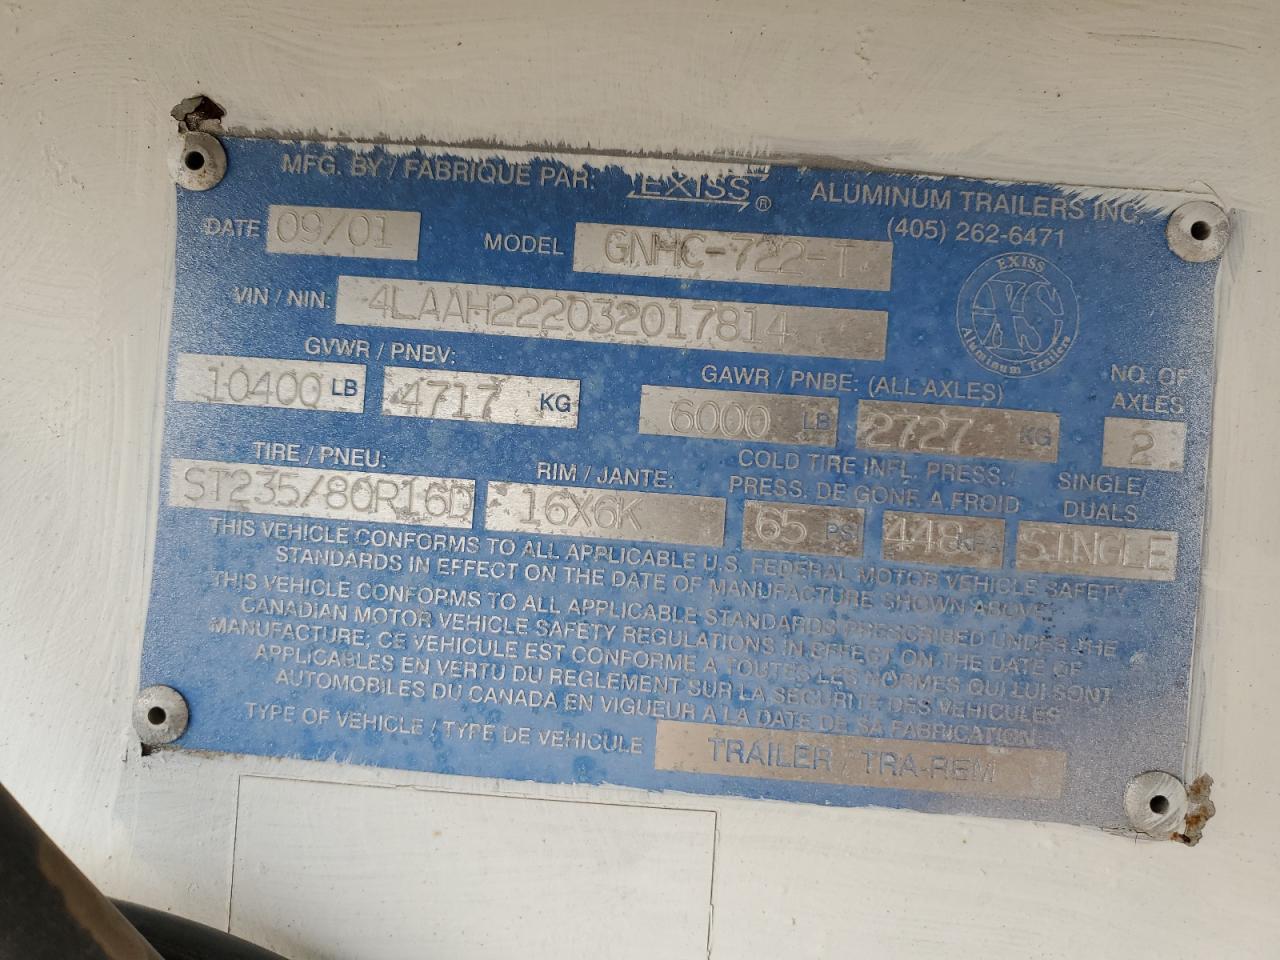 MFG. BY / FABRIQUE PAR: EXISS ® ALUMINUM TRAILERS INC.
(405) 262-6471
DATE 09/01 MODEL GNHC-722-T
EXISS
AXS
Aluminum Trailers
VIN / NIN: 4LAAH222032017814
GVWR / PNBV:
10400 LB 4717 KG
GAWR / PNBE: (ALL AXLES)
6000 LB 2727 KG
NO. OF
AXLES
2
TIRE / PNEU:
ST235/80R16D
RIM / JANTE:
16X6K
COLD TIRE INFL. PRESS./
PRESS. DE GONF. A FROID
65 PSI 448 KPA
SINGLE/
DUALS
SINGLE
THIS VEHICLE CONFORMS TO ALL APPLICABLE U.S. FEDERAL MOTOR VEHICLE SAFETY
STANDARDS IN EFFECT ON THE DATE OF MANUFACTURE SHOWN ABOVE.
THIS VEHICLE CONFORMS TO ALL APPLICABLE STANDARDS PRESCRIBED UNDER THE
CANADIAN MOTOR VEHICLE SAFETY REGULATIONS IN EFFECT ON THE DATE OF
MANUFACTURE; CE VEHICULE EST CONFORME A TOUTES LES NORMES QUI LUI SONT
APPLICABLES EN VERTU DU REGLEMENT SUR LA SECURITE DES VEHICULES
AUTOMOBILES DU CANADA EN VIGUEUR A LA DATE DE SA FABRICATION
TYPE OF VEHICLE / TYPE DE VEHICULE TRAILER / TRA-REM